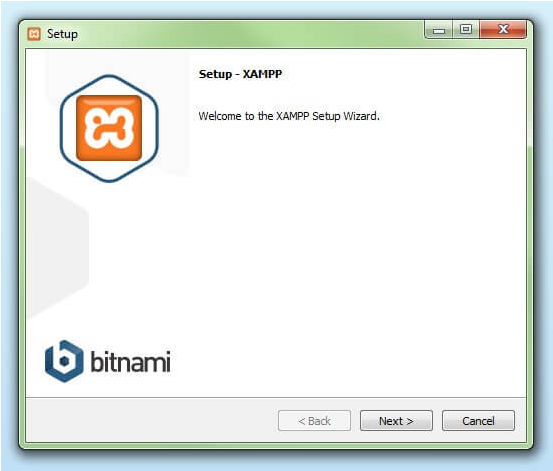 Setup
Setup - XAMPP
Welcome to the XAMPP Setup Wizard.
bitnami
< Back
Next >
Cancel